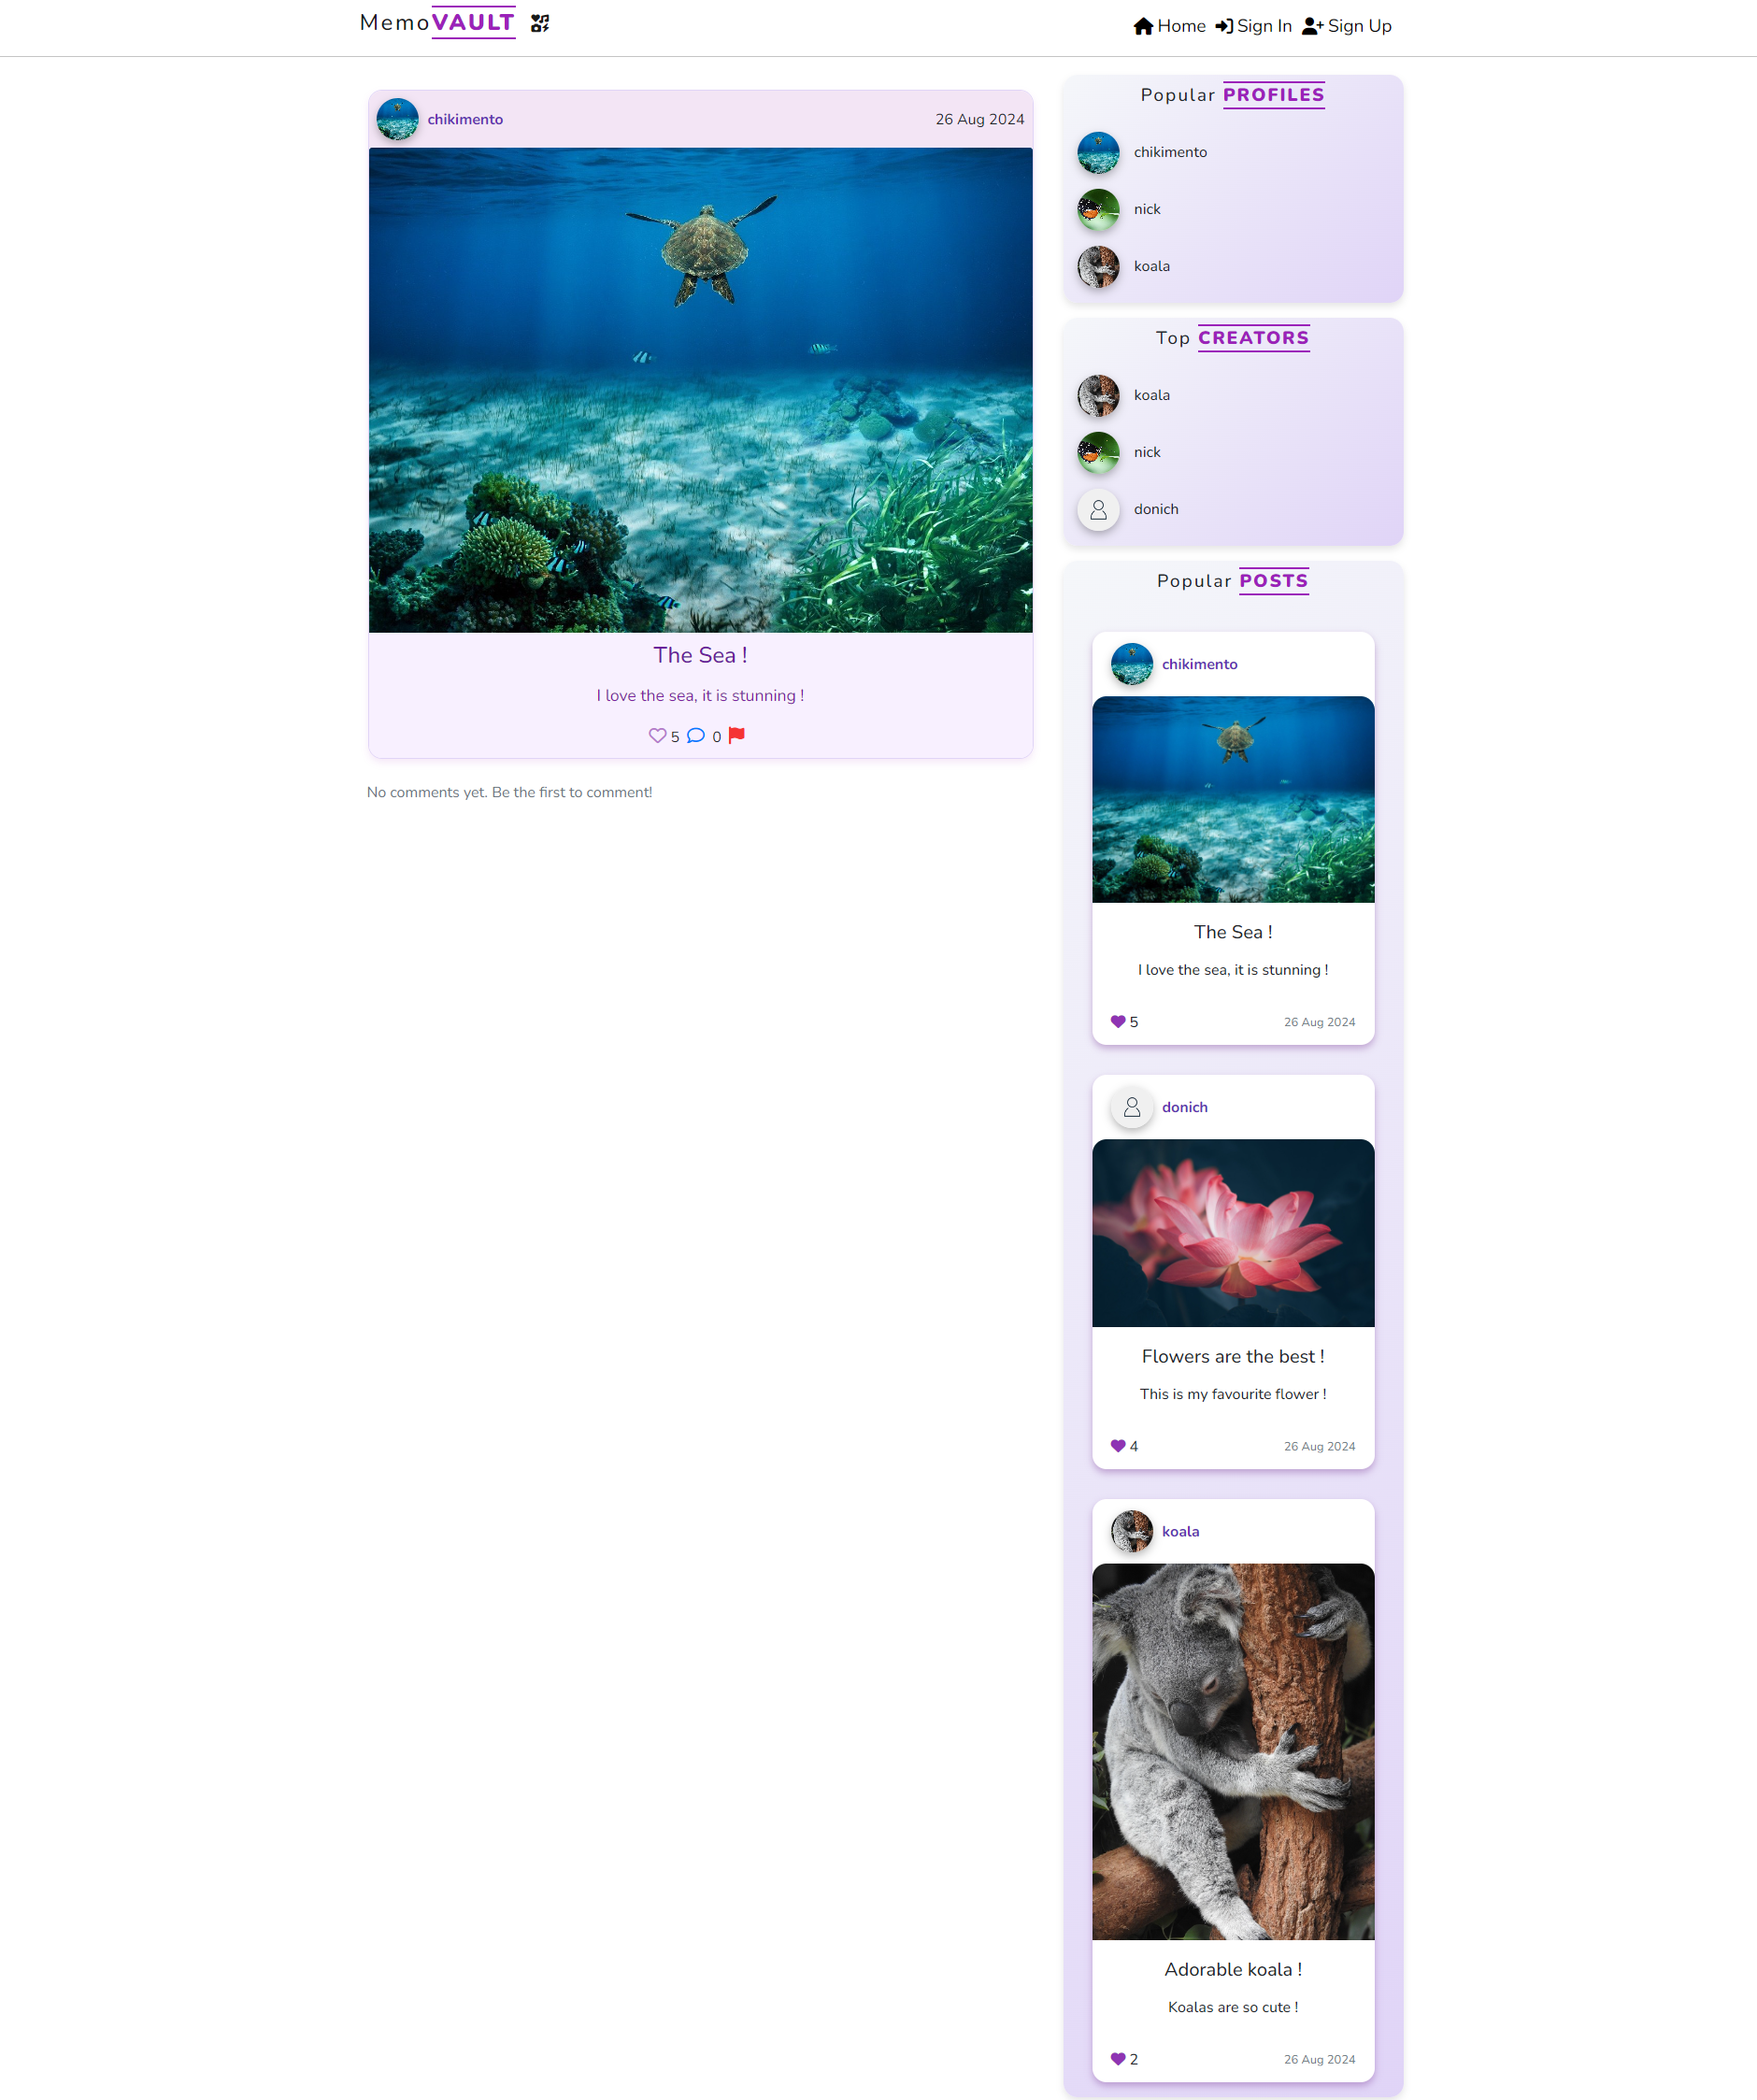 MemoVAULT
Home Sign In Sign Up
chikimento 26 Aug 2024
The Sea !
I love the sea, it is stunning !
5 0
No comments yet. Be the first to comment!
Popular PROFILES
chikimento
nick
koala
Top CREATORS
koala
nick
donich
Popular POSTS
chikimento
The Sea !
I love the sea, it is stunning !
5 26 Aug 2024
donich
Flowers are the best !
This is my favourite flower !
4 26 Aug 2024
koala
Adorable koala !
Koalas are so cute !
2 26 Aug 2024